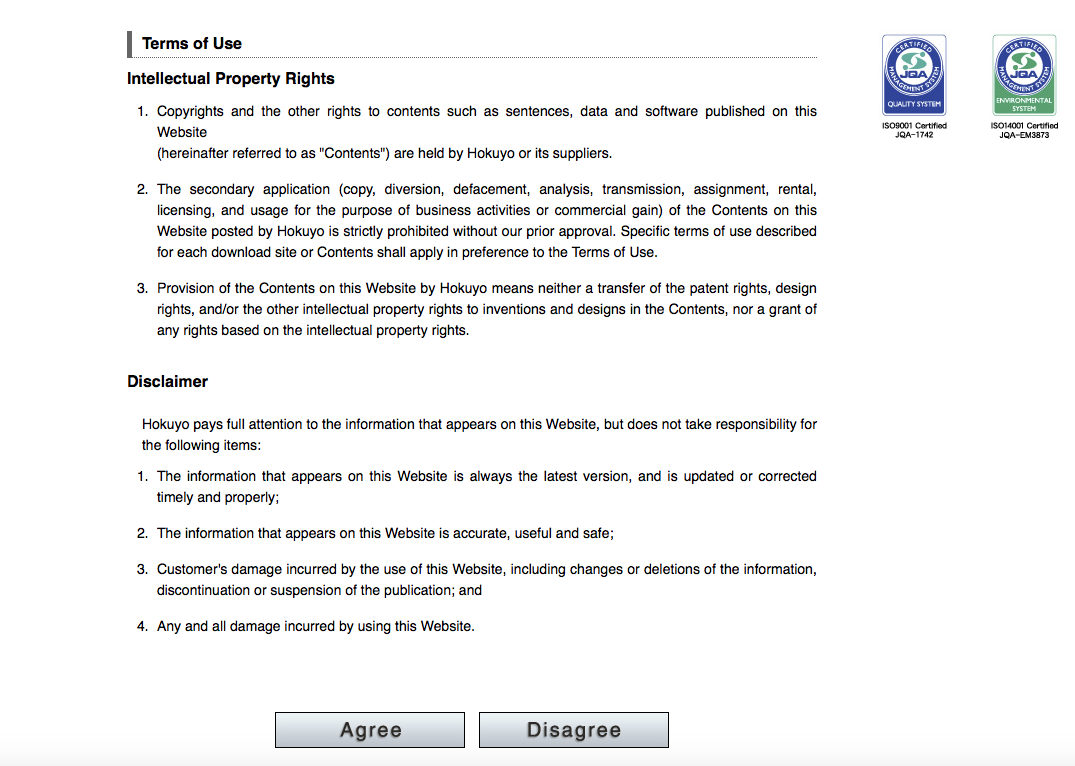 Terms of Use
Intellectual Property Rights
1. Copyrights and the other rights to contents such as sentences, data and software published on this
Website
(hereinafter referred to as "Contents") are held by Hokuyo or its suppliers.
2. The secondary application (copy, diversion, defacement, analysis, transmission, assignment, rental,
licensing, and usage for the purpose of business activities or commercial gain) of the Contents on this
Website posted by Hokuyo is strictly prohibited without our prior approval. Specific terms of use described
for each download site or Contents shall apply in preference to the Terms of Use.
3. Provision of the Contents on this Website by Hokuyo means neither a transfer of the patent rights, design
rights, and/or the other intellectual property rights to inventions and designs in the Contents, nor a grant of
any rights based on the intellectual property rights.
Disclaimer
Hokuyo pays full attention to the information that appears on this Website, but does not take responsibility for
the following items:
1. The information that appears on this Website is always the latest version, and is updated or corrected
timely and properly;
2. The information that appears on this Website is accurate, useful and safe;
3. Customer's damage incurred by the use of this Website, including changes or deletions of the information,
discontinuation or suspension of the publication; and
4. Any and all damage incurred by using this Website.
Agree
Disagree
CERTIFIED
JQA
MANAGEMENT SYSTEM
QUALITY SYSTEM
ISO9001 Certified
JQA-1742
CERTIFIED
JQA
MANAGEMENT SYSTEM
ENVIRONMENTAL
SYSTEM
ISO14001 Certified
JQA-EM3873